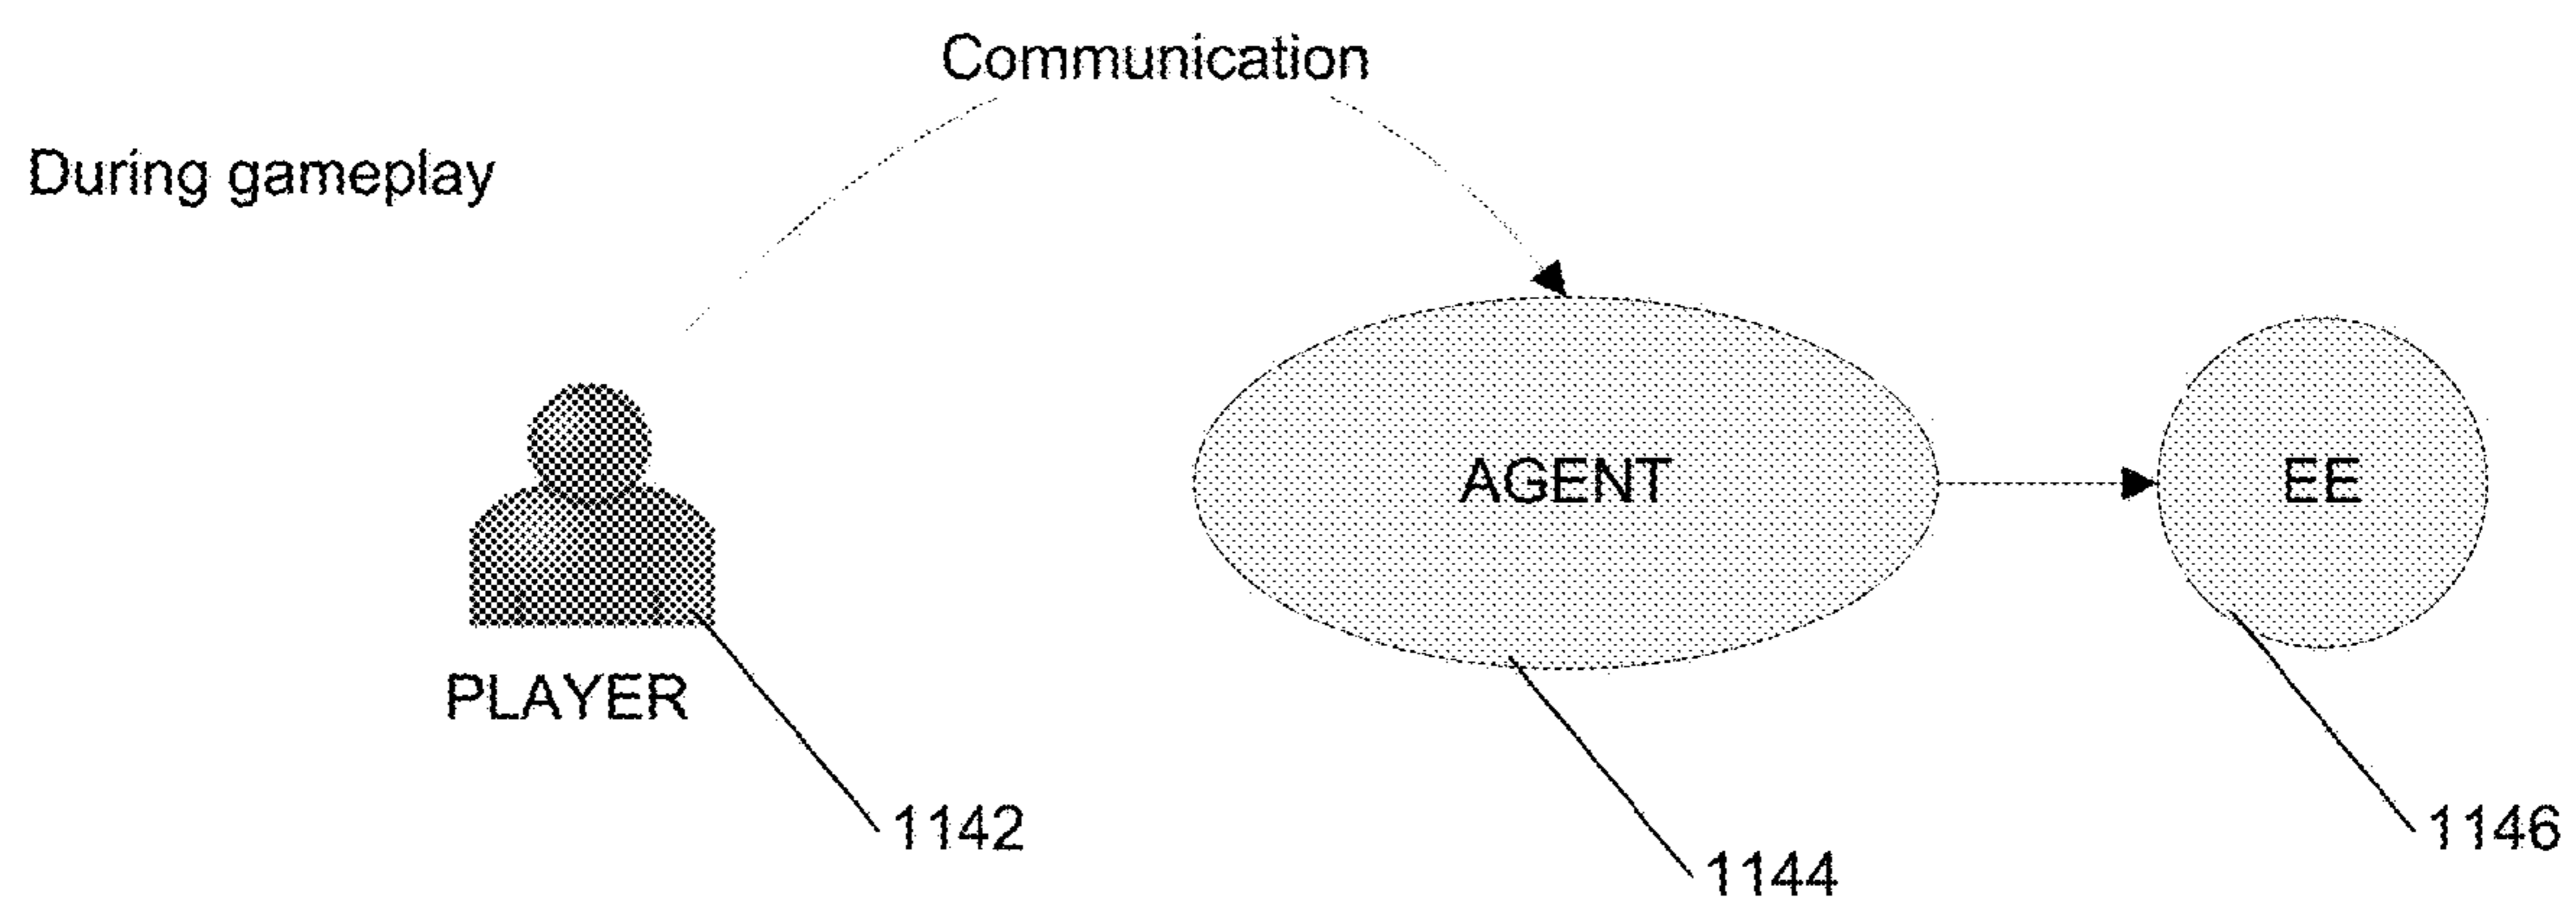 Communication
During gameplay
AGENT
EE
PLAYER
1142
1144
1146